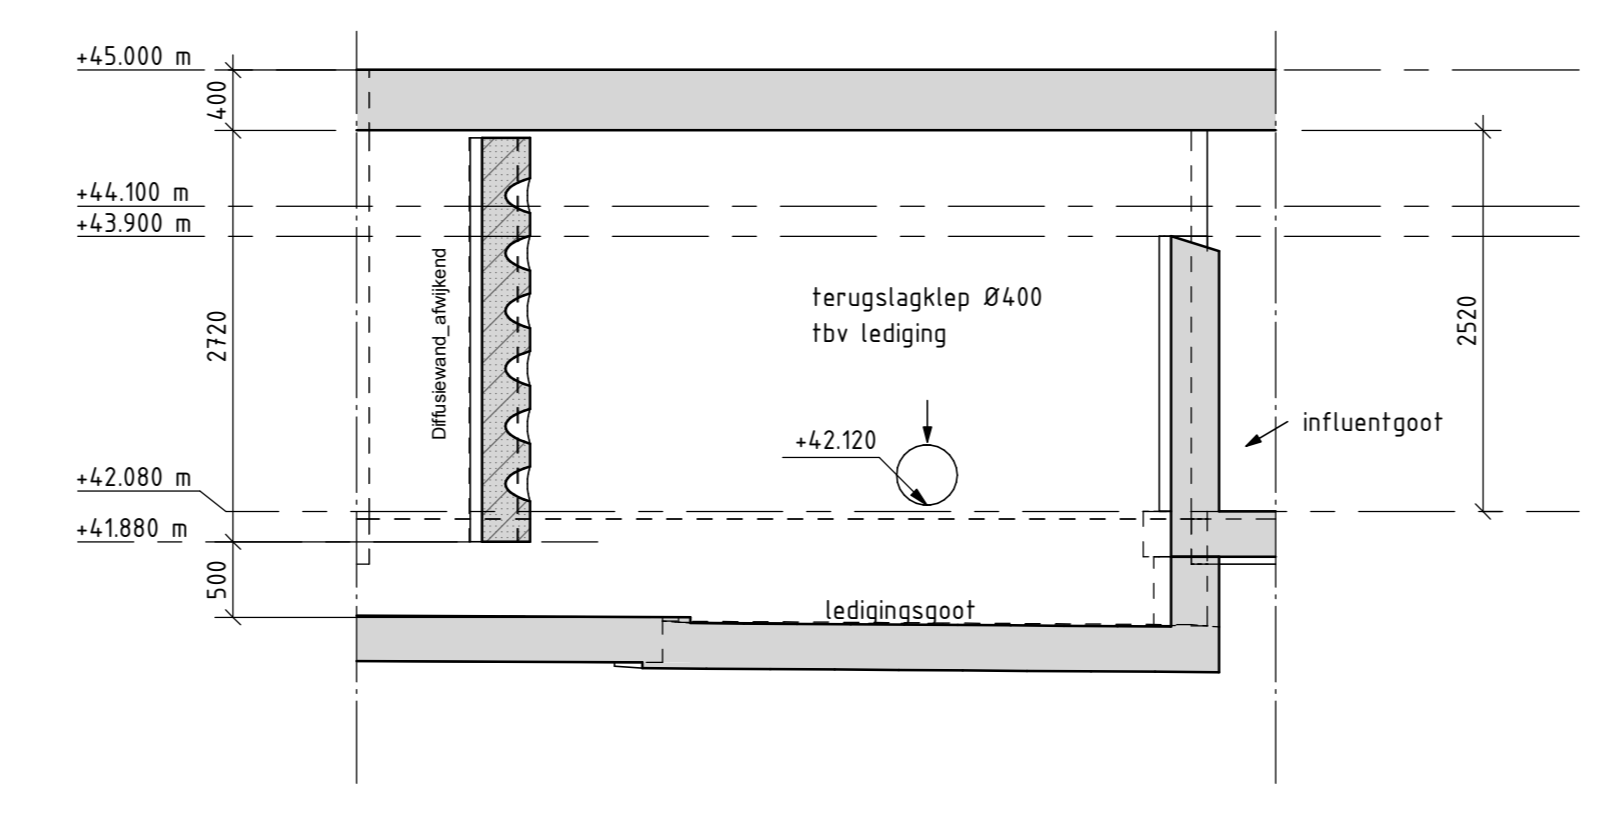 +45.000 m
400
+44.100 m
+43.900 m
2720
Diffusiewand_afwijkend
terugslagklep Ø400
tbv lediging
2520
influentgoot
+42.120
+42.080 m
+41.880 m
500
ledigingsgoot